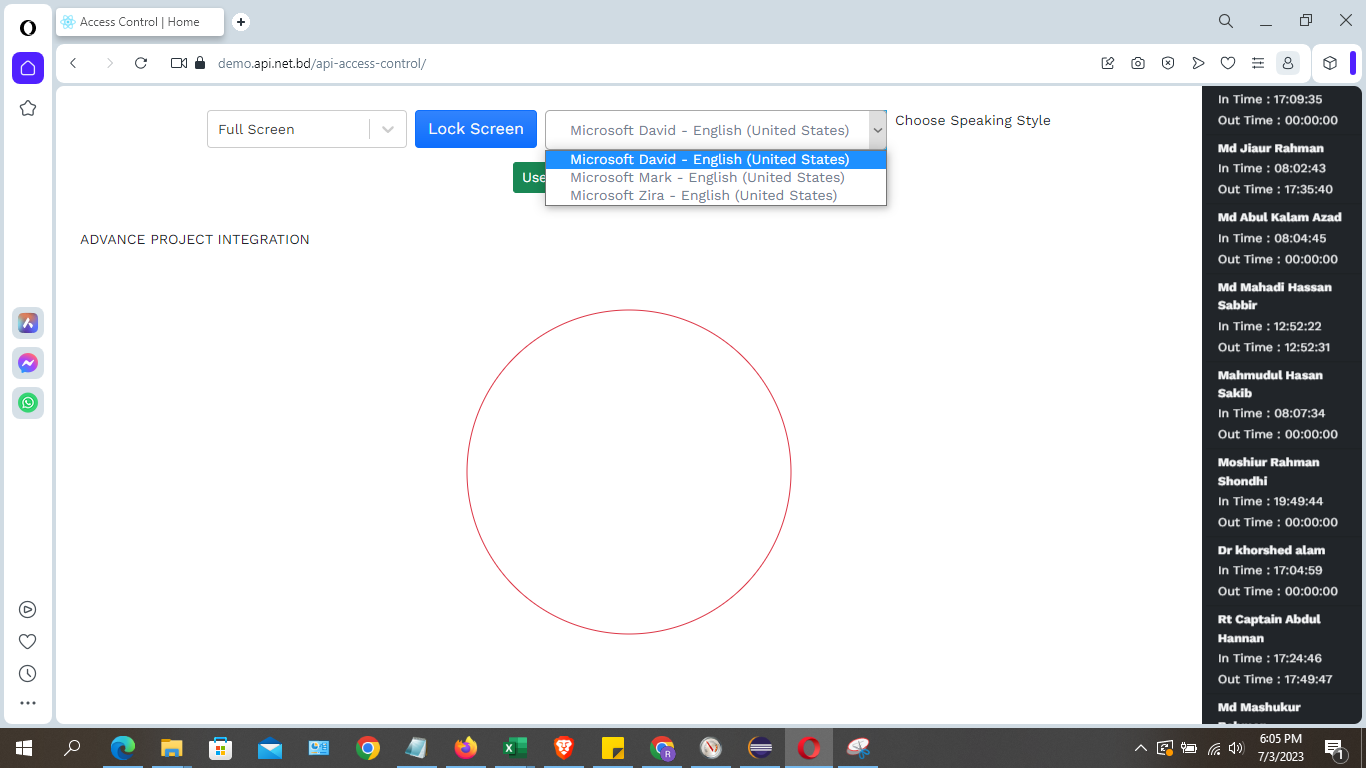 Access Control | Home
demo.api.net.bd/api-access-control/
Full Screen
Lock Screen
Microsoft David - English (United States)
Choose Speaking Style
Microsoft David - English (United States)
Microsoft Mark - English (United States)
Microsoft Zira - English (United States)
Use
ADVANCE PROJECT INTEGRATION
In Time : 17:09:35
Out Time : 00:00:00
Md Jiaur Rahman
In Time : 08:02:43
Out Time : 17:35:40
Md Abul Kalam Azad
In Time : 08:04:45
Out Time : 00:00:00
Md Mahadi Hassan
Sabbir
In Time : 12:52:22
Out Time : 12:52:31
Mahmudul Hasan
Sakib
In Time : 08:07:34
Out Time : 00:00:00
Moshiur Rahman
Shondhi
In Time : 19:49:44
Out Time : 00:00:00
Dr khorshed alam
In Time : 17:04:59
Out Time : 00:00:00
Rt Captain Abdul
Hannan
In Time : 17:24:46
Out Time : 17:49:47
Md Mashukur
6:05 PM
7/3/2023
1